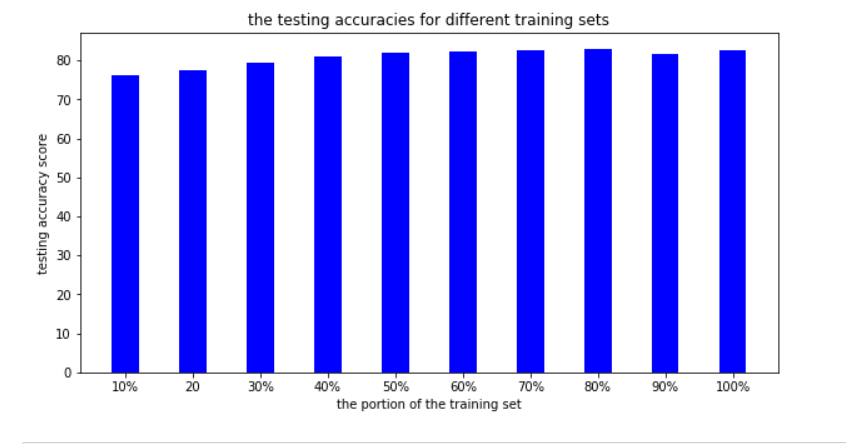 the testing accuracies for different training sets
testing accuracy score
80
70
60
50
40
30
20
10
0
10% 20 30% 40% 50% 60% 70% 80% 90% 100%
the portion of the training set